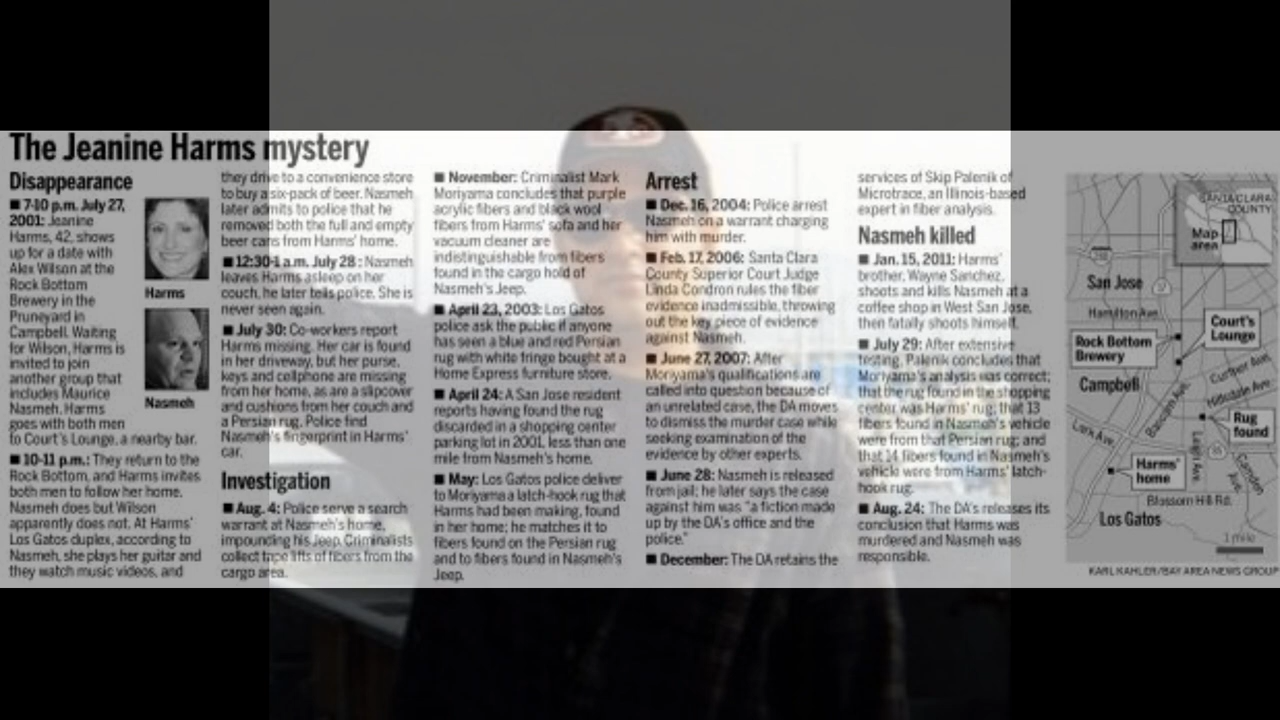 The Jeanine Harms mystery
Disappearance
■ 7-10 p.m. July 27,
2001: Jeanine
Harms, 42, shows
up for a date with
Alex Wilson at the
Rock Bottom
Brewery in the
Pruneyard in
Campbell. Waiting
for Wilson, Harms is
invited to join
another group that
includes Maurice
Nasmeh. Harms
goes with both men
to Court's Lounge, a nearby bar.
■ 10-11 p.m.: They return to the
Rock Bottom, and Harms invites
both men to follow her home.
Nasmeh does but Wilson
apparently does not. At Harms'
Los Gatos duplex, according to
Nasmeh, she plays her guitar and
they watch music videos, and
Harms
Nasmeh
they drive to a convenience store
to buy a six-pack of beer. Nasmeh
later admits to police that he
removed both the full and empty
beer cans from Harms' home.
■ 12:30-1 a.m. July 28: Nasmeh
leaves Harms asleep on her
couch, he later tells police. She is
never seen again.
■ July 30: Co-workers report
Harms missing. Her car is found
in her driveway, but her purse,
keys and cellphone are missing
from her home, as are a slipcover
and cushions from her couch and
a Persian rug. Police find
Nasmeh's fingerprint in Harms'
car.
Investigation
■ Aug. 4: Police serve a search
warrant at Nasmeh's home,
impounding his Jeep. Criminalists
collect tape lifts of fibers from the
cargo area.
■ November: Criminalist Mark
Moriyama concludes that purple
acrylic fibers and black wool
fibers from Harms' sofa and her
vacuum cleaner are
indistinguishable from fibers
found in the cargo hold of
Nasmeh's Jeep.
■ April 23, 2003: Los Gatos
police ask the public if anyone
has seen a blue and red Persian
rug with white fringe bought at a
Home Express furniture store.
■ April 24: A San Jose resident
reports having found the rug
discarded in a shopping center
parking lot in 2001, less than one
mile from Nasmeh's home.
■ May: Los Gatos police deliver
to Moriyama a latch-hook rug that
Harms had been making, found
in her home; he matches it to
fibers found on the Persian rug
and to fibers found in Nasmeh's
Jeep.
Arrest
■ Dec. 16, 2004: Police arrest
Nasmeh on a warrant charging
him with murder.
■ Feb. 17, 2006: Santa Clara
County Superior Court Judge
Linda Condron rules the fiber
evidence inadmissible, throwing
out the key piece of evidence
against Nasmeh.
■ June 27, 2007: After
Moriyama's qualifications are
called into question because of
an unrelated case, the DA moves
to dismiss the murder case while
seeking examination of the
evidence by other experts.
■ June 28: Nasmeh is released
from jail; he later says the case
against him was "a fiction made
up by the DA's office and the
police."
■ December: The DA retains the
services of Skip Palenik of
Microtrace, an Illinois-based
expert in fiber analysis.
Nasmeh killed
■ Jan. 15, 2011: Harms'
brother, Wayne Sanchez,
shoots and kills Nasmeh at a
coffee shop in West San Jose,
then fatally shoots himself.
■ July 29: After extensive
testing, Palenik concludes that
Moriyama's analysis was correct;
that the rug found in the shopping
center was Harms' rug; that 13
fibers found in Nasmeh's vehicle
were from that Persian rug; and
that 14 fibers found in Nasmeh's
vehicle were from Harms' latch-
hook rug.
■ Aug. 24: The DA's releases its
conclusion that Harms was
murdered and Nasmeh was
responsible.
SANTA CLARA
COUNTY
Map
area
San Jose
Hamilton Ave.
Court's
Lounge
Rock Bottom
Brewery
Campbell
Curtner Ave.
Hillsdale Ave.
Bascom Ave.
Rug
found
Lark Ave.
Leigh Ave.
Camden
Ave.
Harms'
home
Blossom Hill Rd.
Los Gatos
1 mile
KARL KAHLER/BAY AREA NEWS GROUP